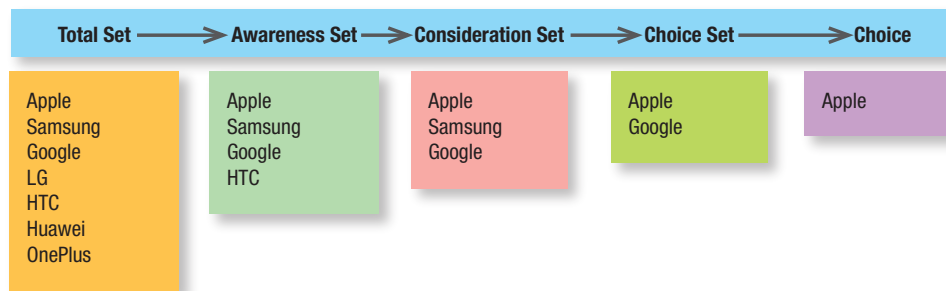 Total Set Awareness Set Consideration Set Choice Set Choice
Apple
Samsung
Google
LG
HTC
Huawei
OnePlus
Apple
Samsung
Google
HTC
Apple
Samsung
Google
Apple
Google
Apple